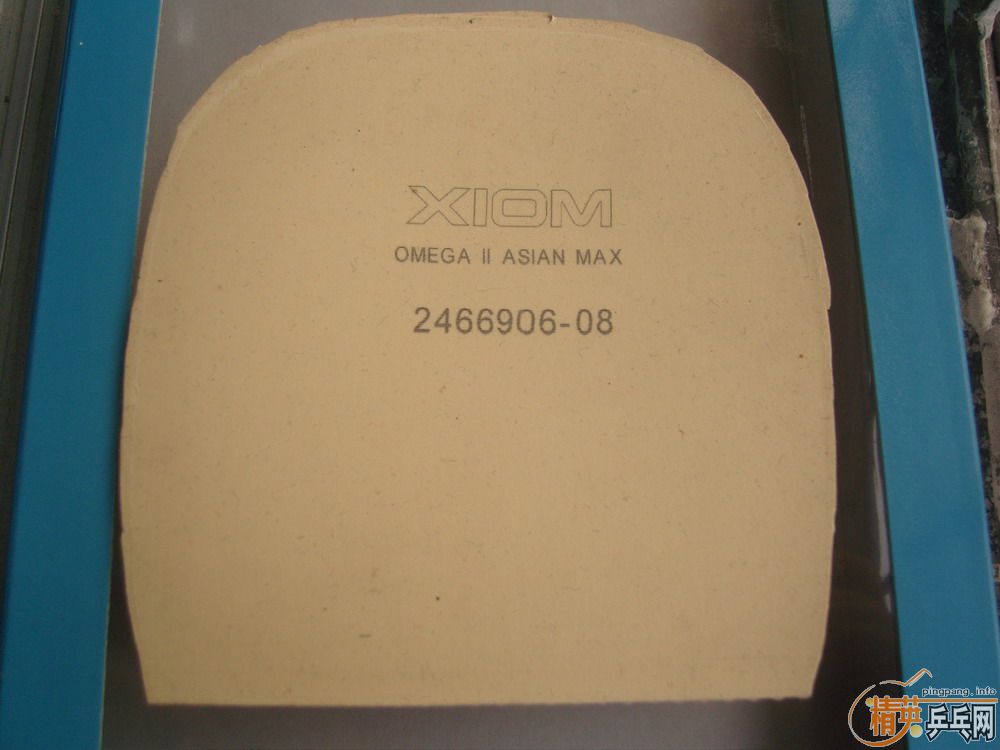 XIOM
OMEGA II ASIAN MAX
2466906-08
pingpang.info
精英乒乓网